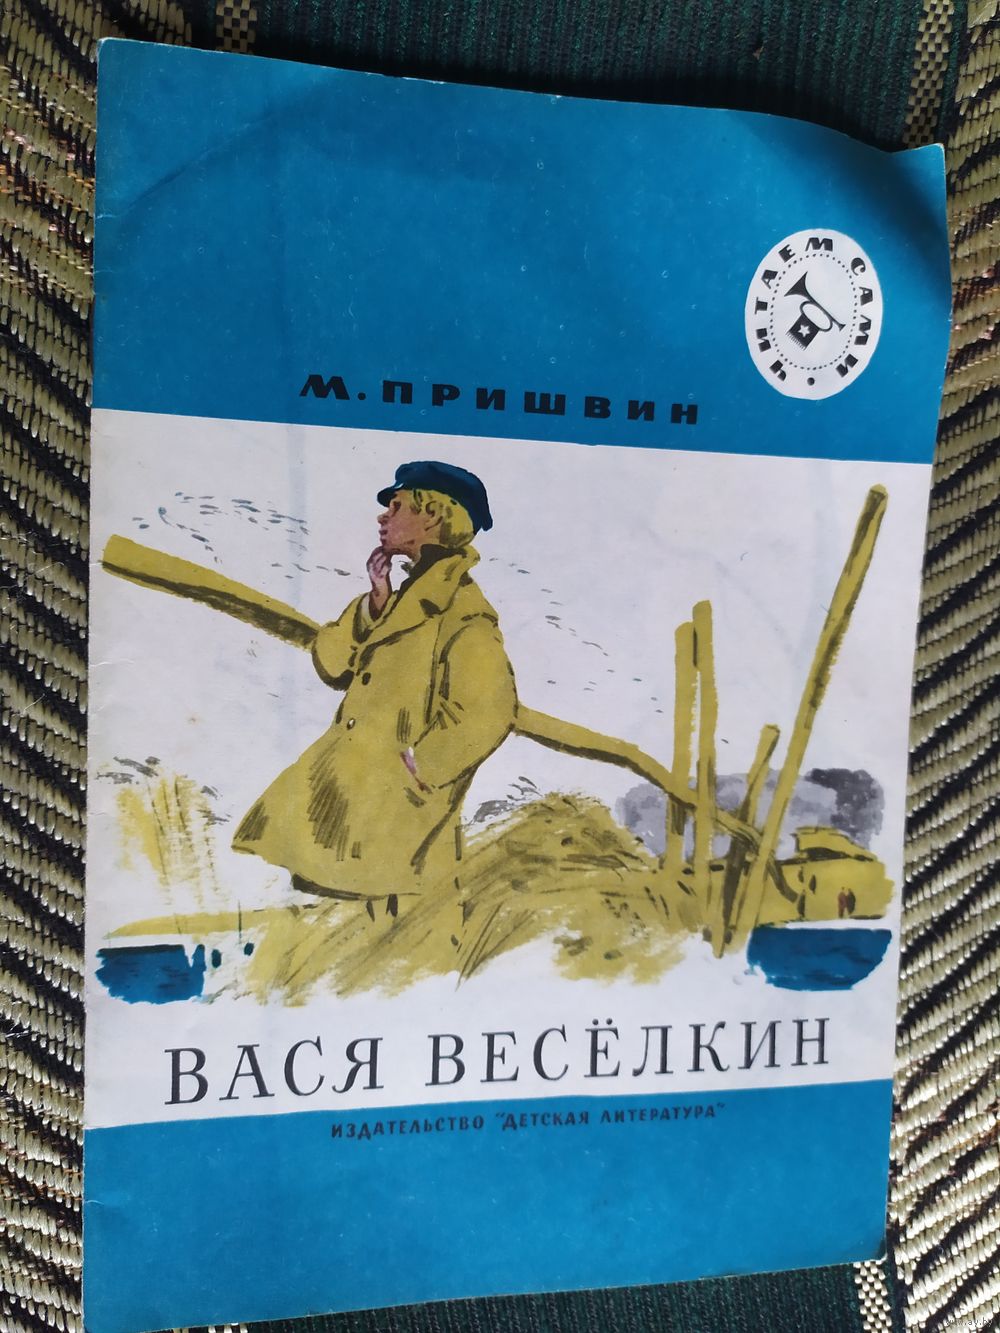 ЧИТАЕМ САМИ.
М. ПРИШВИН
ВАСЯ ВЕСЁЛКИН
ИЗДАТЕЛЬСТВО "ДЕТСКАЯ ЛИТЕРАТУРА"